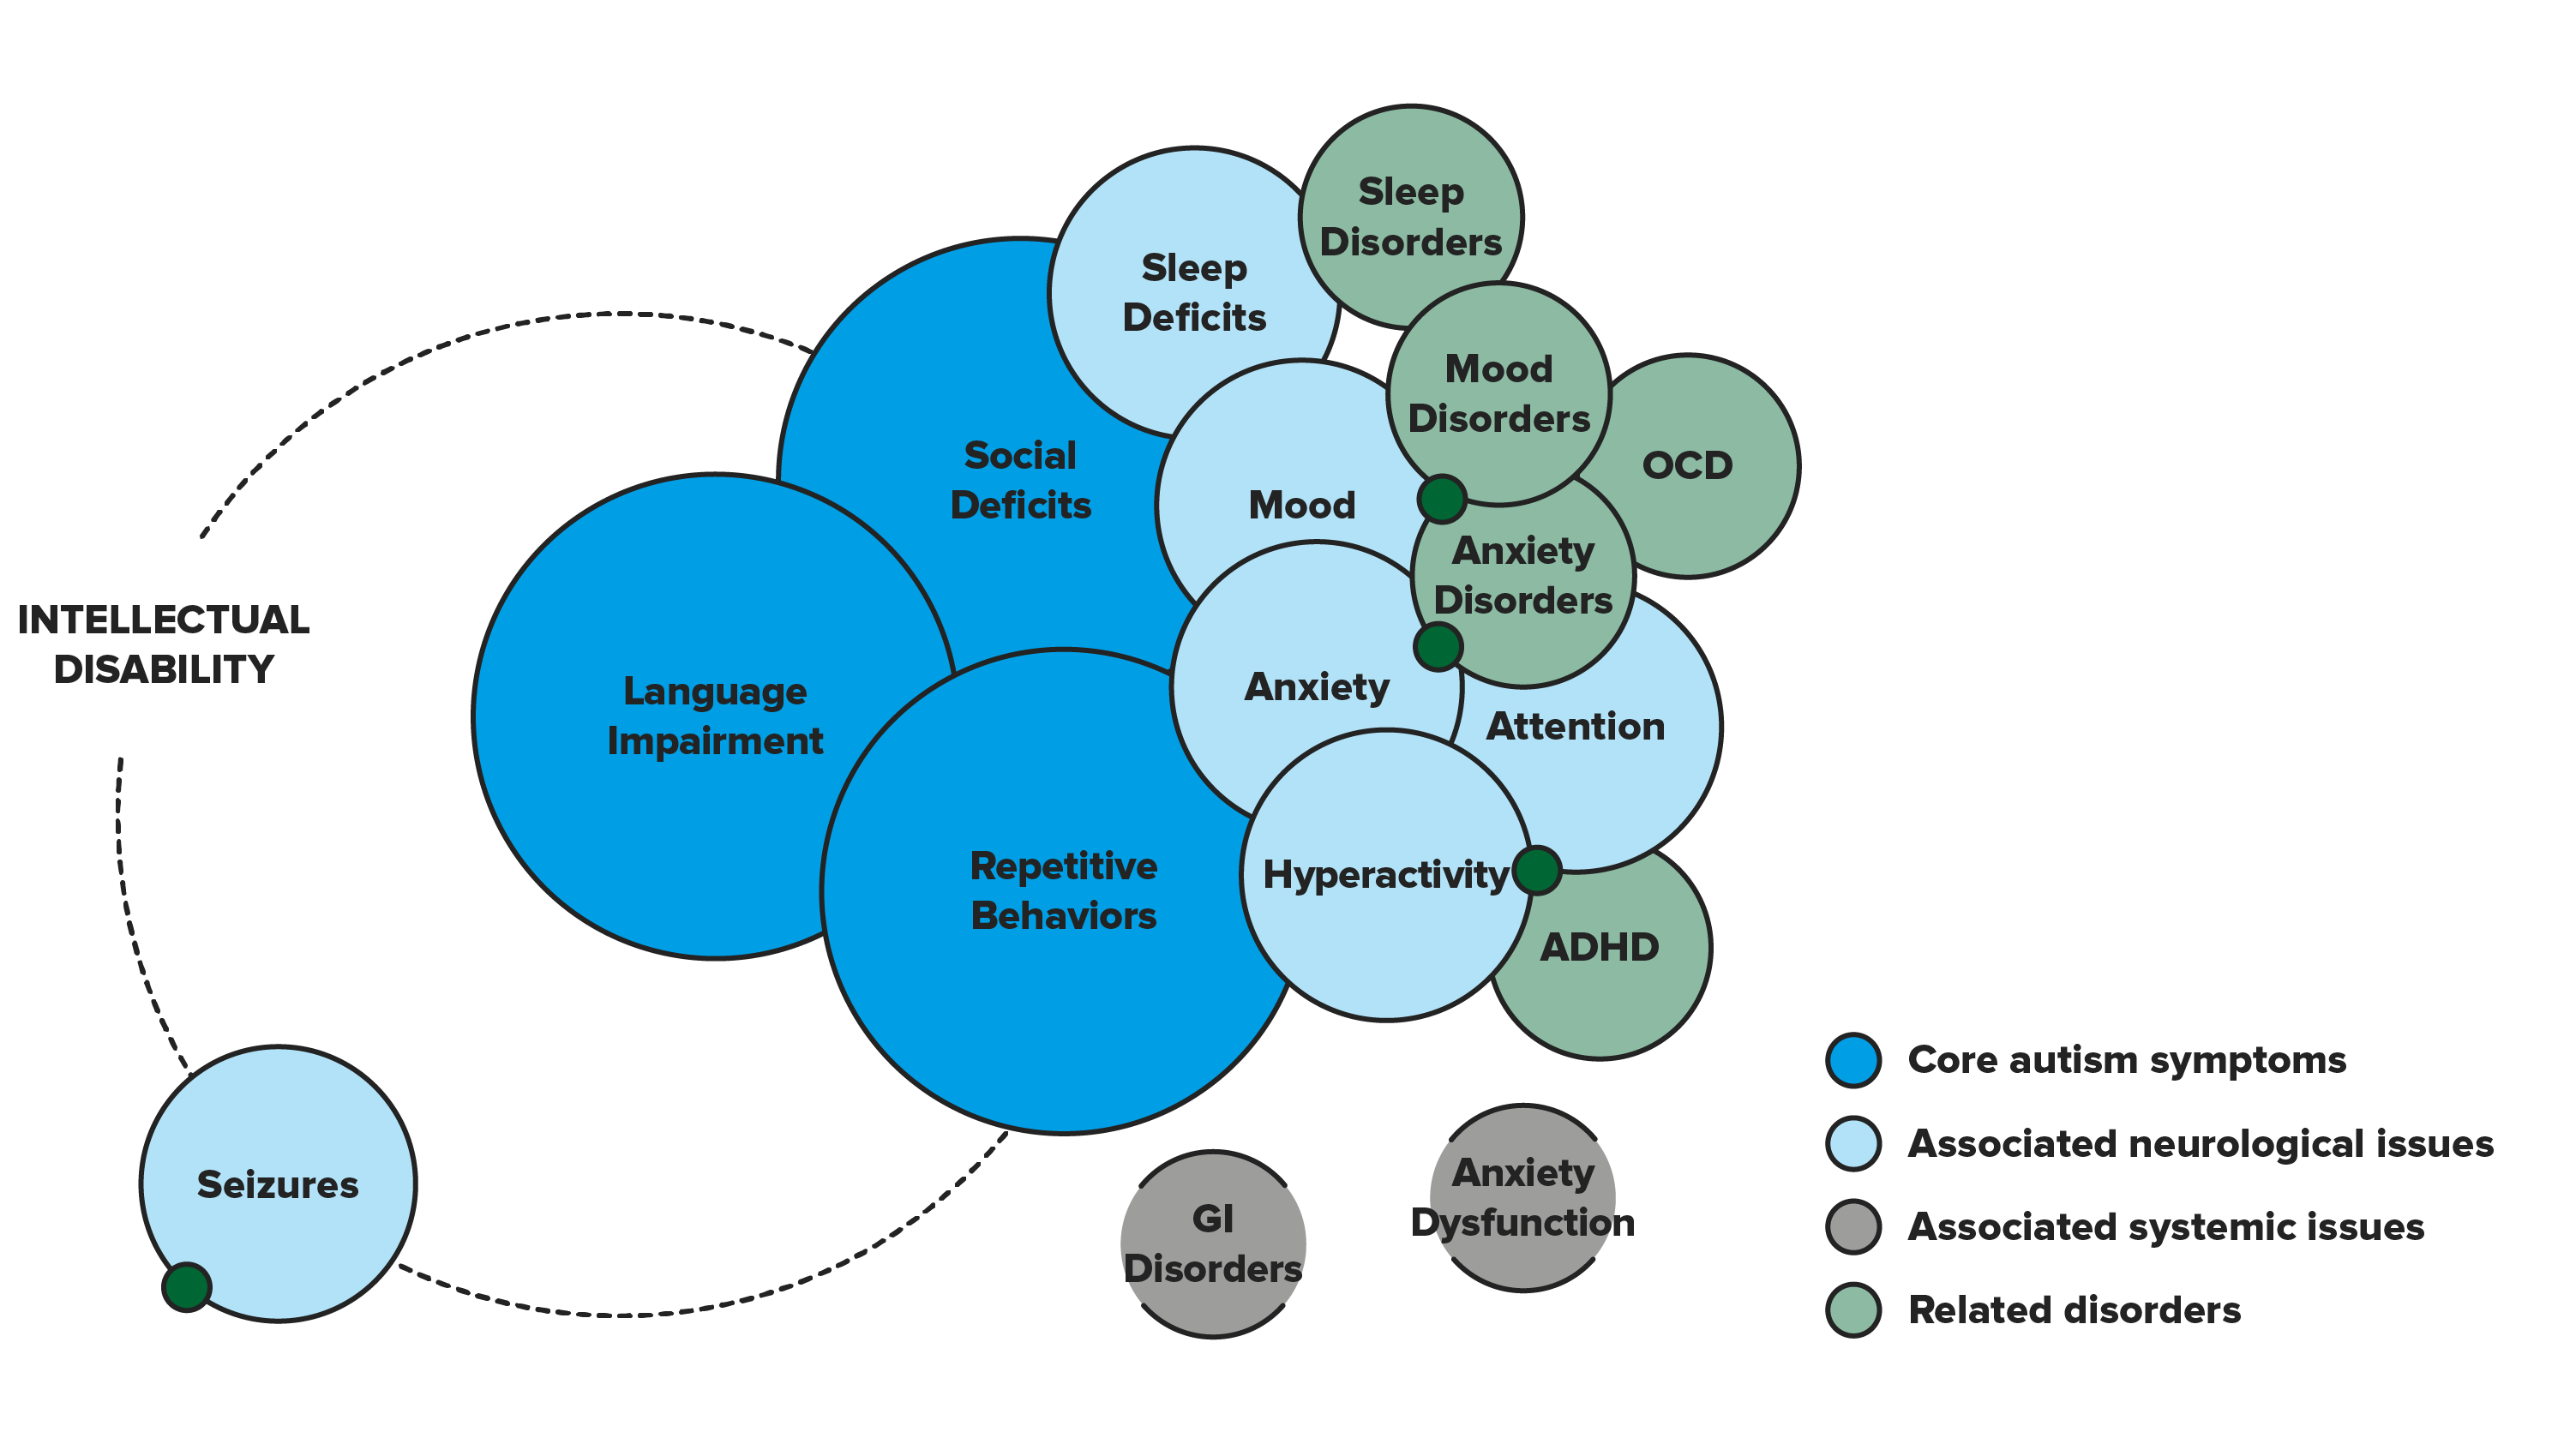 Sleep
Disorders
Sleep
Deficits
Mood
Disorders
OCD
Social
Deficits
Mood
Anxiety
Disorders
INTELLECTUAL
DISABILITY
Language
Impairment
Anxiety
Attention
Repetitive
Behaviors
Hyperactivity
ADHD
Seizures
GI
Disorders
Anxiety
Dysfunction
Core autism symptoms
Associated neurological issues
Associated systemic issues
Related disorders